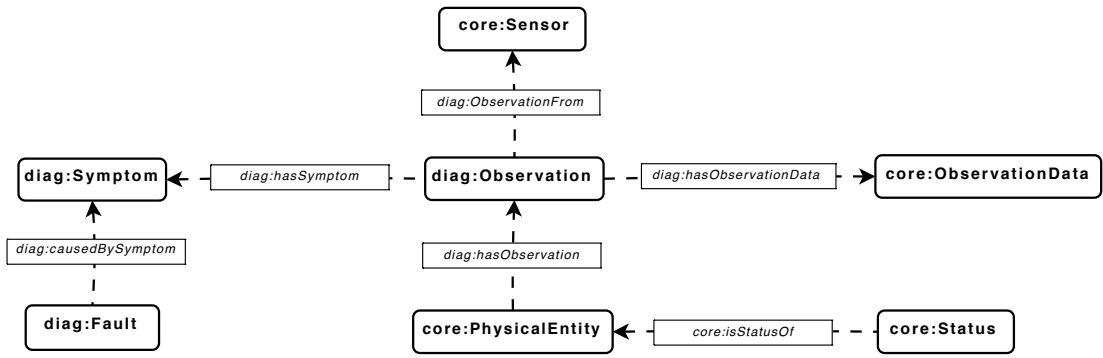 core:Sensor
diag:ObservationFrom
diag:Symptom
diag:hasSymptom
diag:Observation
diag:hasObservationData
core:ObservationData
diag:causedBySymptom
diag:hasObservation
diag:Fault
core:PhysicalEntity
core:isStatusOf
core:Status